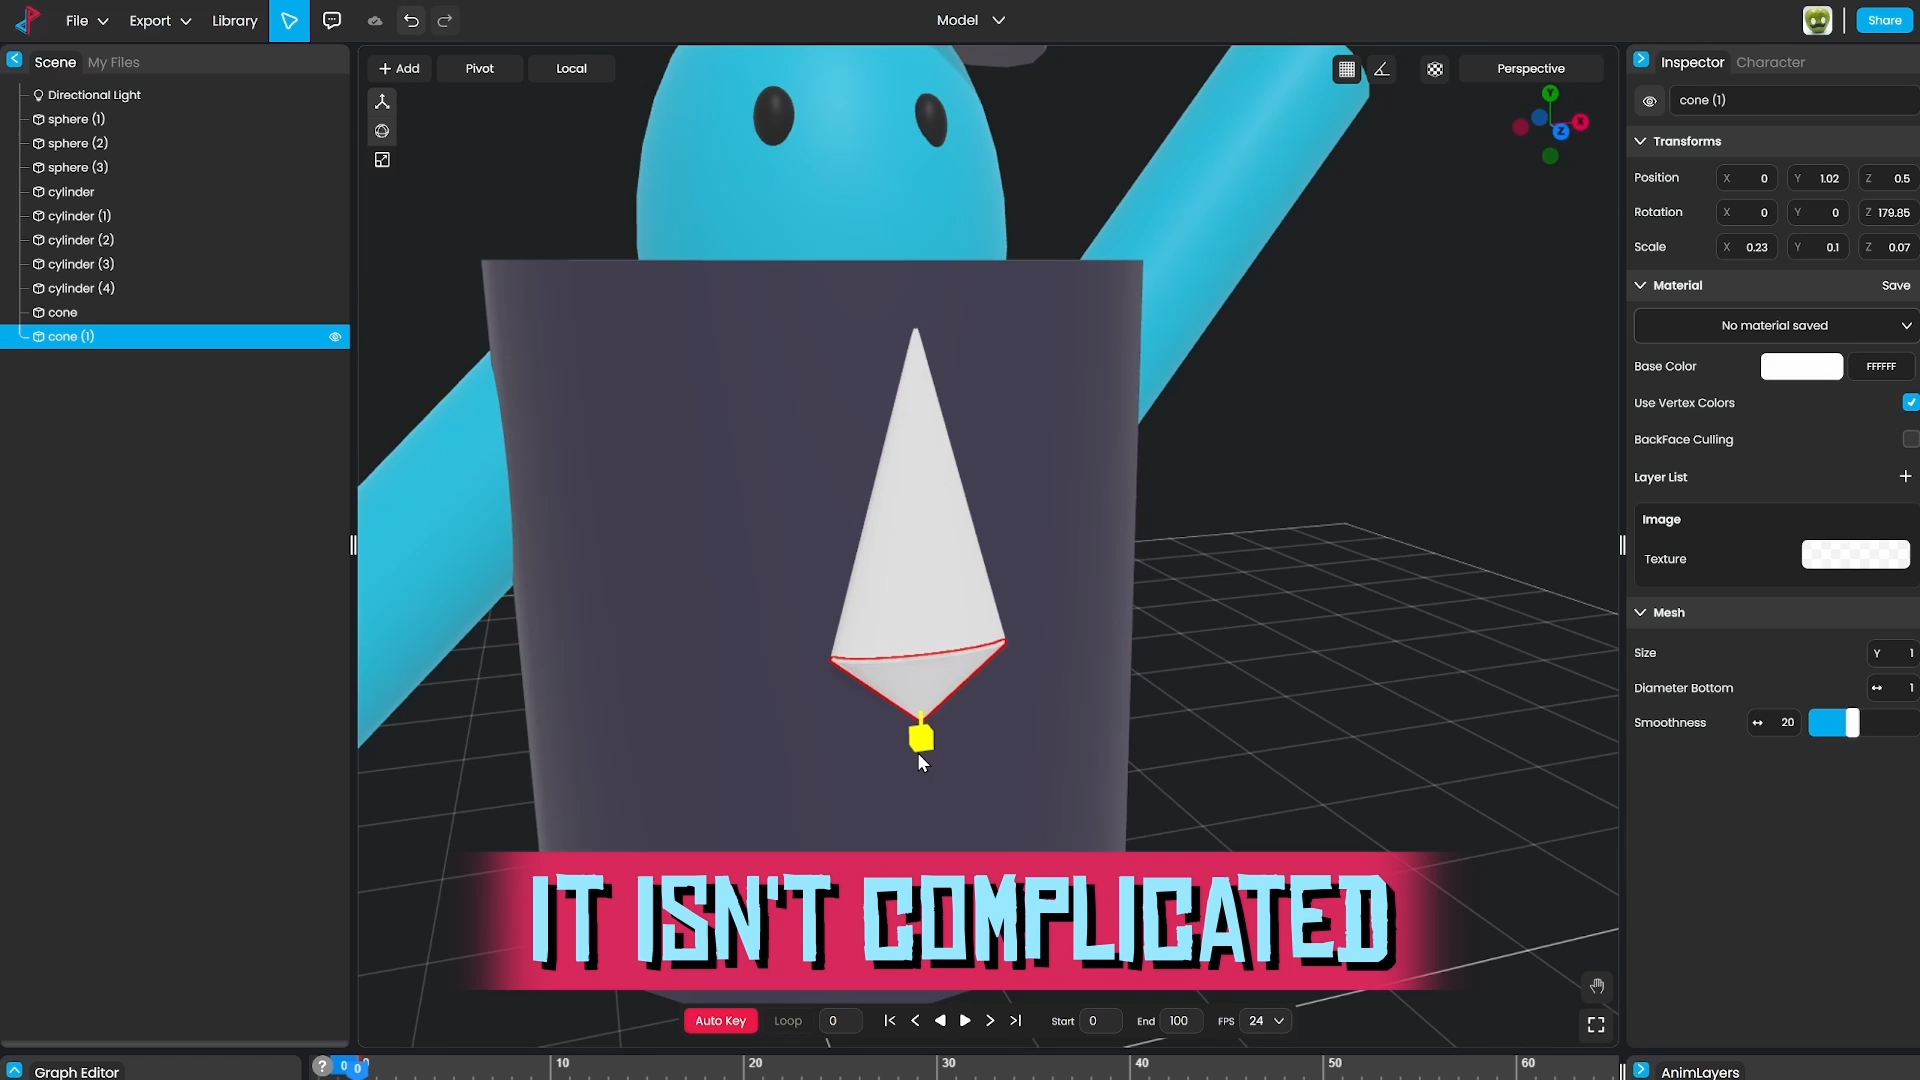 File
Export
Library
Model
Share
Scene
My Files
Directional Light
sphere (1)
sphere (2)
sphere (3)
cylinder
cylinder (1)
cylinder (2)
cylinder (3)
cylinder (4)
cone
cone (1)
+ Add
Pivot
Local
Perspective
Y
X
Z
IT ISN'T COMPLICATED
Auto Key
Loop
0
Start
0
End
100
FPS
24
Inspector
Character
cone (1)
Transforms
Position
X 0
Y 1.02
Z 0.5
Rotation
X 0
Y 0
Z 179.85
Scale
X 0.23
Y 0.1
Z 0.07
Material
Save
No material saved
Base Color
FFFFFF
Use Vertex Colors
BackFace Culling
Layer List
Image
Texture
Mesh
Size
Y 1
Diameter Bottom
1
Smoothness
20
Graph Editor
?
0
0
0
10
20
30
40
50
60
AnimLayers